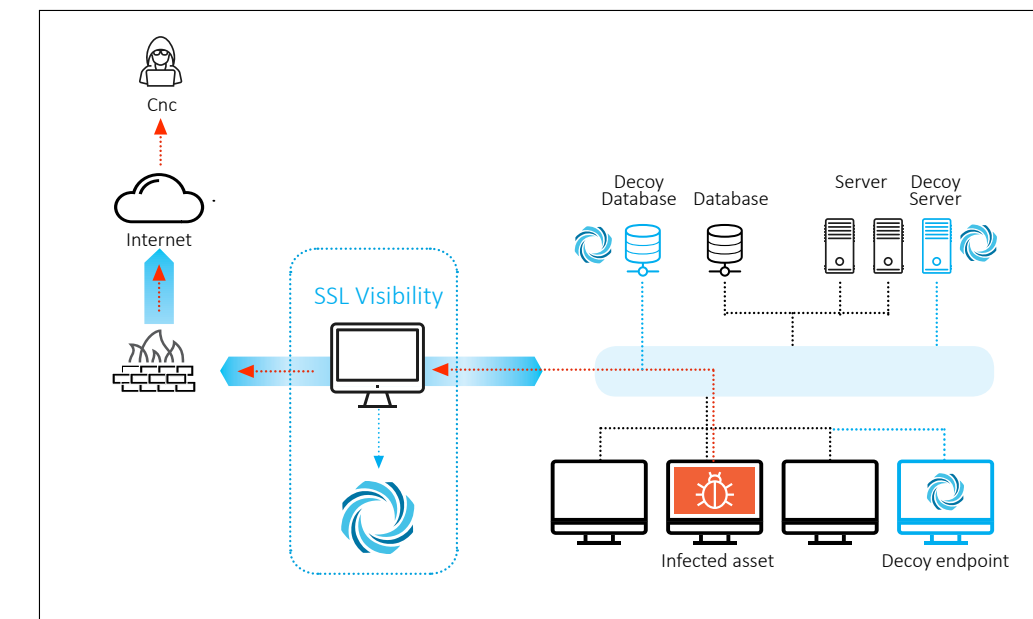 Cnc
Internet
SSL Visibility
Decoy
Database
Database
Server
Decoy
Server
Infected asset
Decoy endpoint